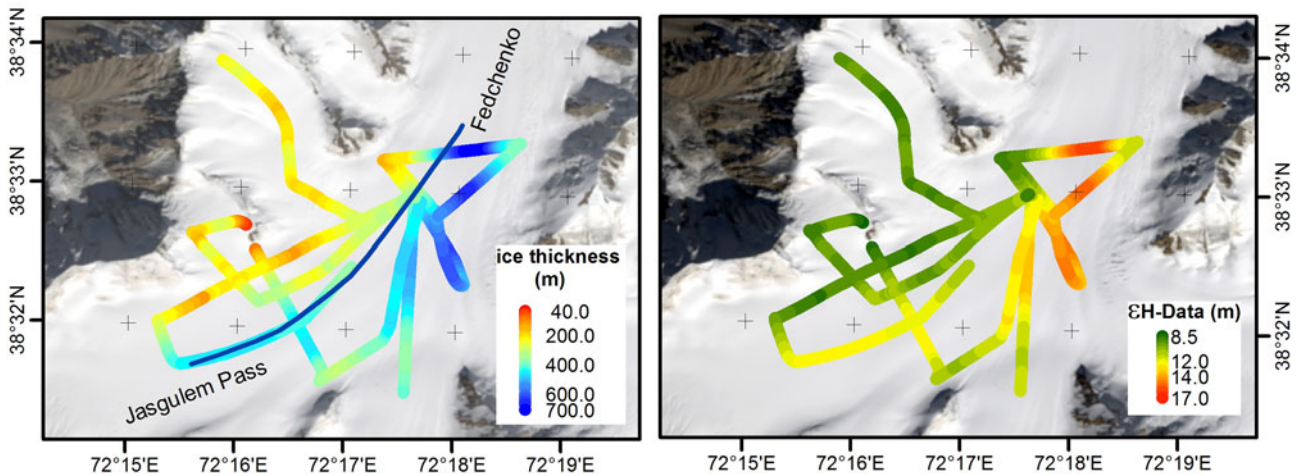 38°34'N
38°33'N
38°32'N
Fedchenko
Jasgulem Pass
ice thickness
(m)
40.0
200.0
400.0
600.0
700.0
72°15'E
72°16'E
72°17'E
72°18'E
72°19'E
ƐH-Data (m)
8.5
12.0
14.0
17.0
38°34'N
38°33'N
38°32'N
72°15'E
72°16'E
72°17'E
72°18'E
72°19'E